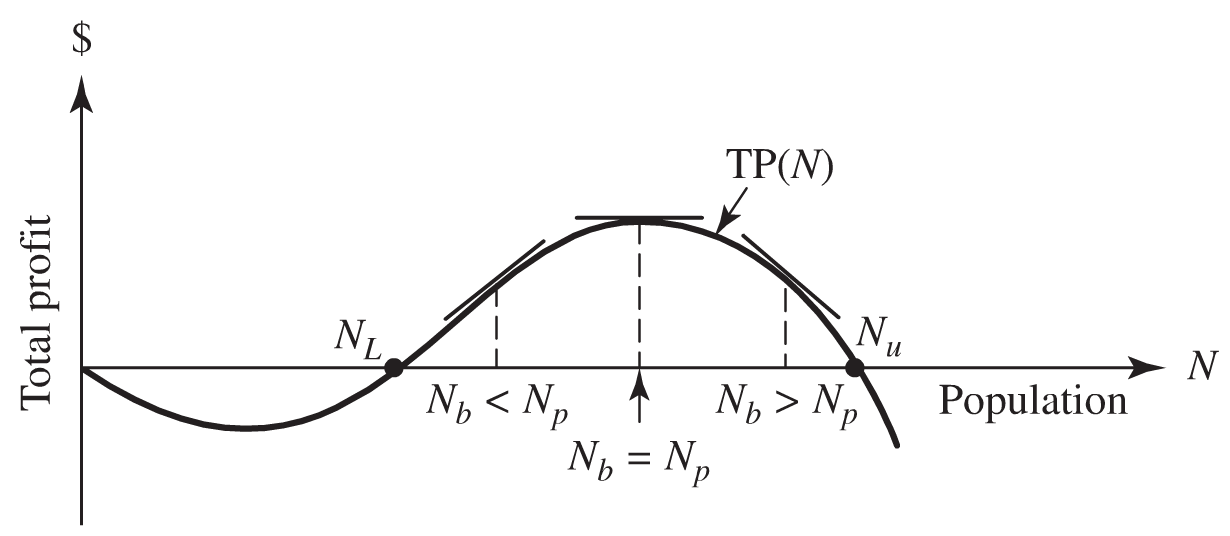 $
Total profit
TP(N)
N_L
N_u
N
N_b < N_p
N_b > N_p
Population
N_b = N_p